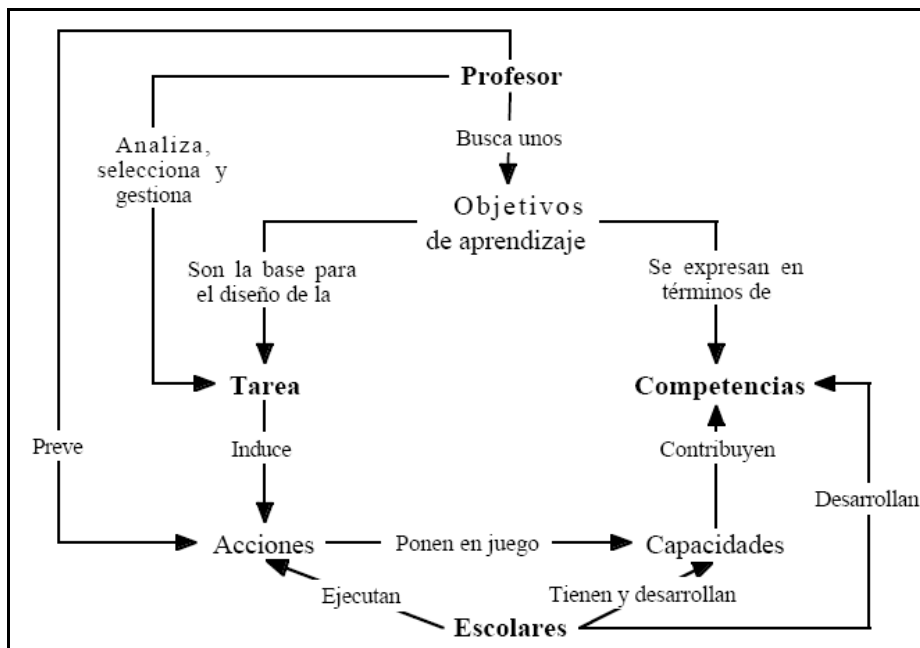 Profesor
Busca unos
Analiza,
selecciona y
gestiona
Objetivos
de aprendizaje
Son la base para
el diseño de la
Se expresan en
términos de
Tarea
Competencias
Preve
Induce
Contribuyen
Desarrollan
Acciones
Ponen en juego
Capacidades
Ejecutan
Tienen y desarrollan
Escolares